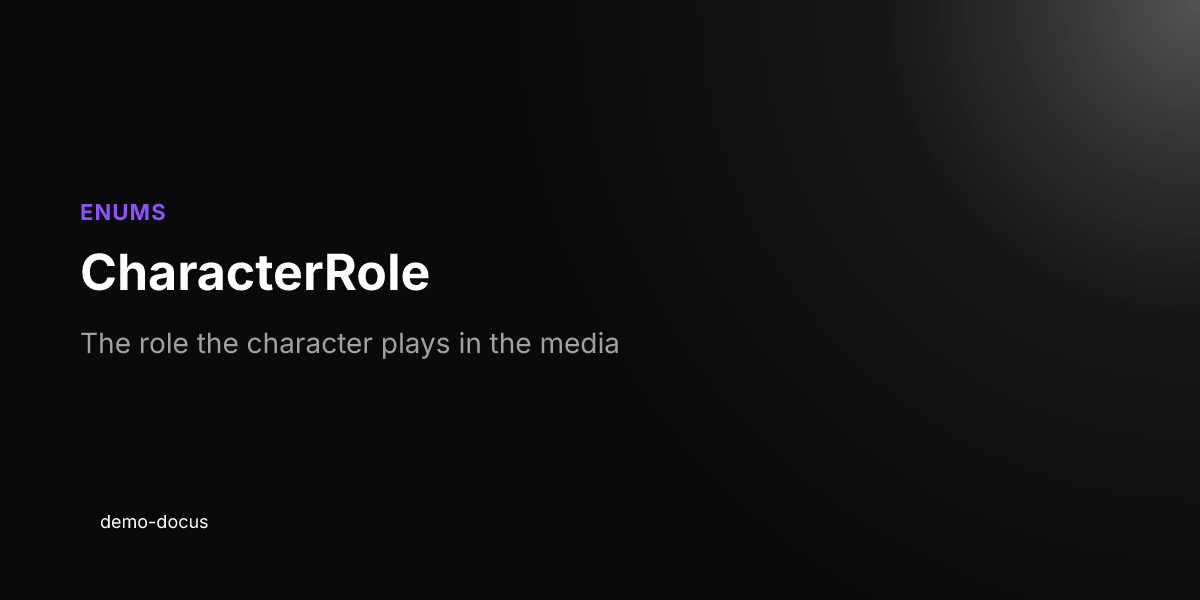 ENUMS
CharacterRole
The role the character plays in the media
demo-docus